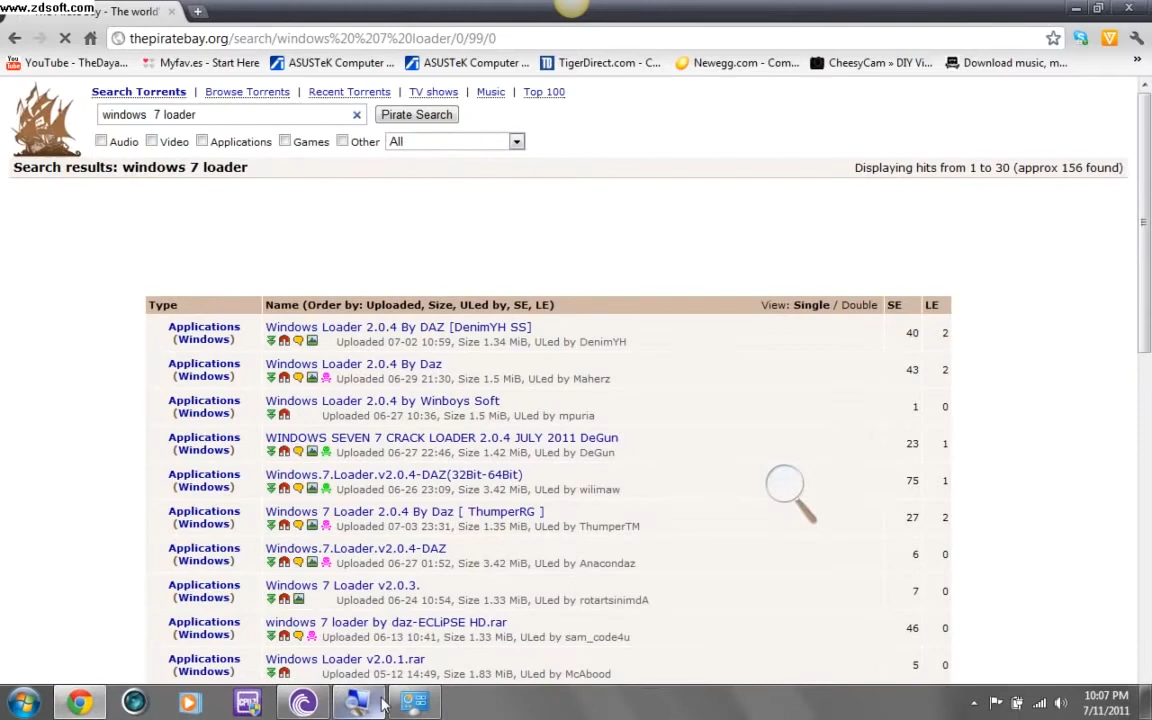 www.zdsoft.com
The PirateBay - The world'
thepiratebay.org/search/windows%20%207%20loader/0/99/0
YouTube - TheDaya...
Myfav.es - Start Here
ASUSTeK Computer ...
ASUSTeK Computer ...
TigerDirect.com - C...
Newegg.com - Com...
CheesyCam » DIY Vi...
Download music, m...
»
Search Torrents | Browse Torrents | Recent Torrents | TV shows | Music | Top 100
windows  7 loader
Pirate Search
Audio Video Applications Games Other All
Search results: windows 7 loader
Displaying hits from 1 to 30 (approx 156 found)
Type Name (Order by: Uploaded, Size, ULed by, SE, LE) View: Single / Double SE LE
Applications (Windows) Windows Loader 2.0.4 By DAZ [DenimYH SS] 40 2
Uploaded 07-02 10:59, Size 1.34 MiB, ULed by DenimYH
Applications (Windows) Windows Loader 2.0.4 By Daz 43 2
Uploaded 06-29 21:30, Size 1.5 MiB, ULed by Maherz
Applications (Windows) Windows Loader 2.0.4 by Winboys Soft 1 0
Uploaded 06-27 10:36, Size 1.5 MiB, ULed by mpuria
Applications (Windows) WINDOWS SEVEN 7 CRACK LOADER 2.0.4 JULY 2011 DeGun 23 1
Uploaded 06-27 22:46, Size 1.42 MiB, ULed by DeGun
Applications (Windows) Windows.7.Loader.v2.0.4-DAZ(32Bit-64Bit) 75 1
Uploaded 06-26 23:09, Size 3.42 MiB, ULed by wilimaw
Applications (Windows) Windows 7 Loader 2.0.4 By Daz [ ThumperRG ] 27 2
Uploaded 07-03 23:31, Size 1.35 MiB, ULed by ThumperTM
Applications (Windows) Windows.7.Loader.v2.0.4-DAZ 6 0
Uploaded 06-27 01:52, Size 3.42 MiB, ULed by Anacondaz
Applications (Windows) Windows 7 Loader v2.0.3. 7 0
Uploaded 06-24 10:54, Size 1.33 MiB, ULed by rotartsinimdA
Applications (Windows) windows 7 loader by daz-ECLiPSE HD.rar 46 0
Uploaded 06-13 10:41, Size 1.33 MiB, ULed by sam_code4u
Applications (Windows) Windows Loader v2.0.1.rar 5 0
Uploaded 05-12 14:49, Size 1.83 MiB, ULed by McAbood
10:07 PM
7/11/2011